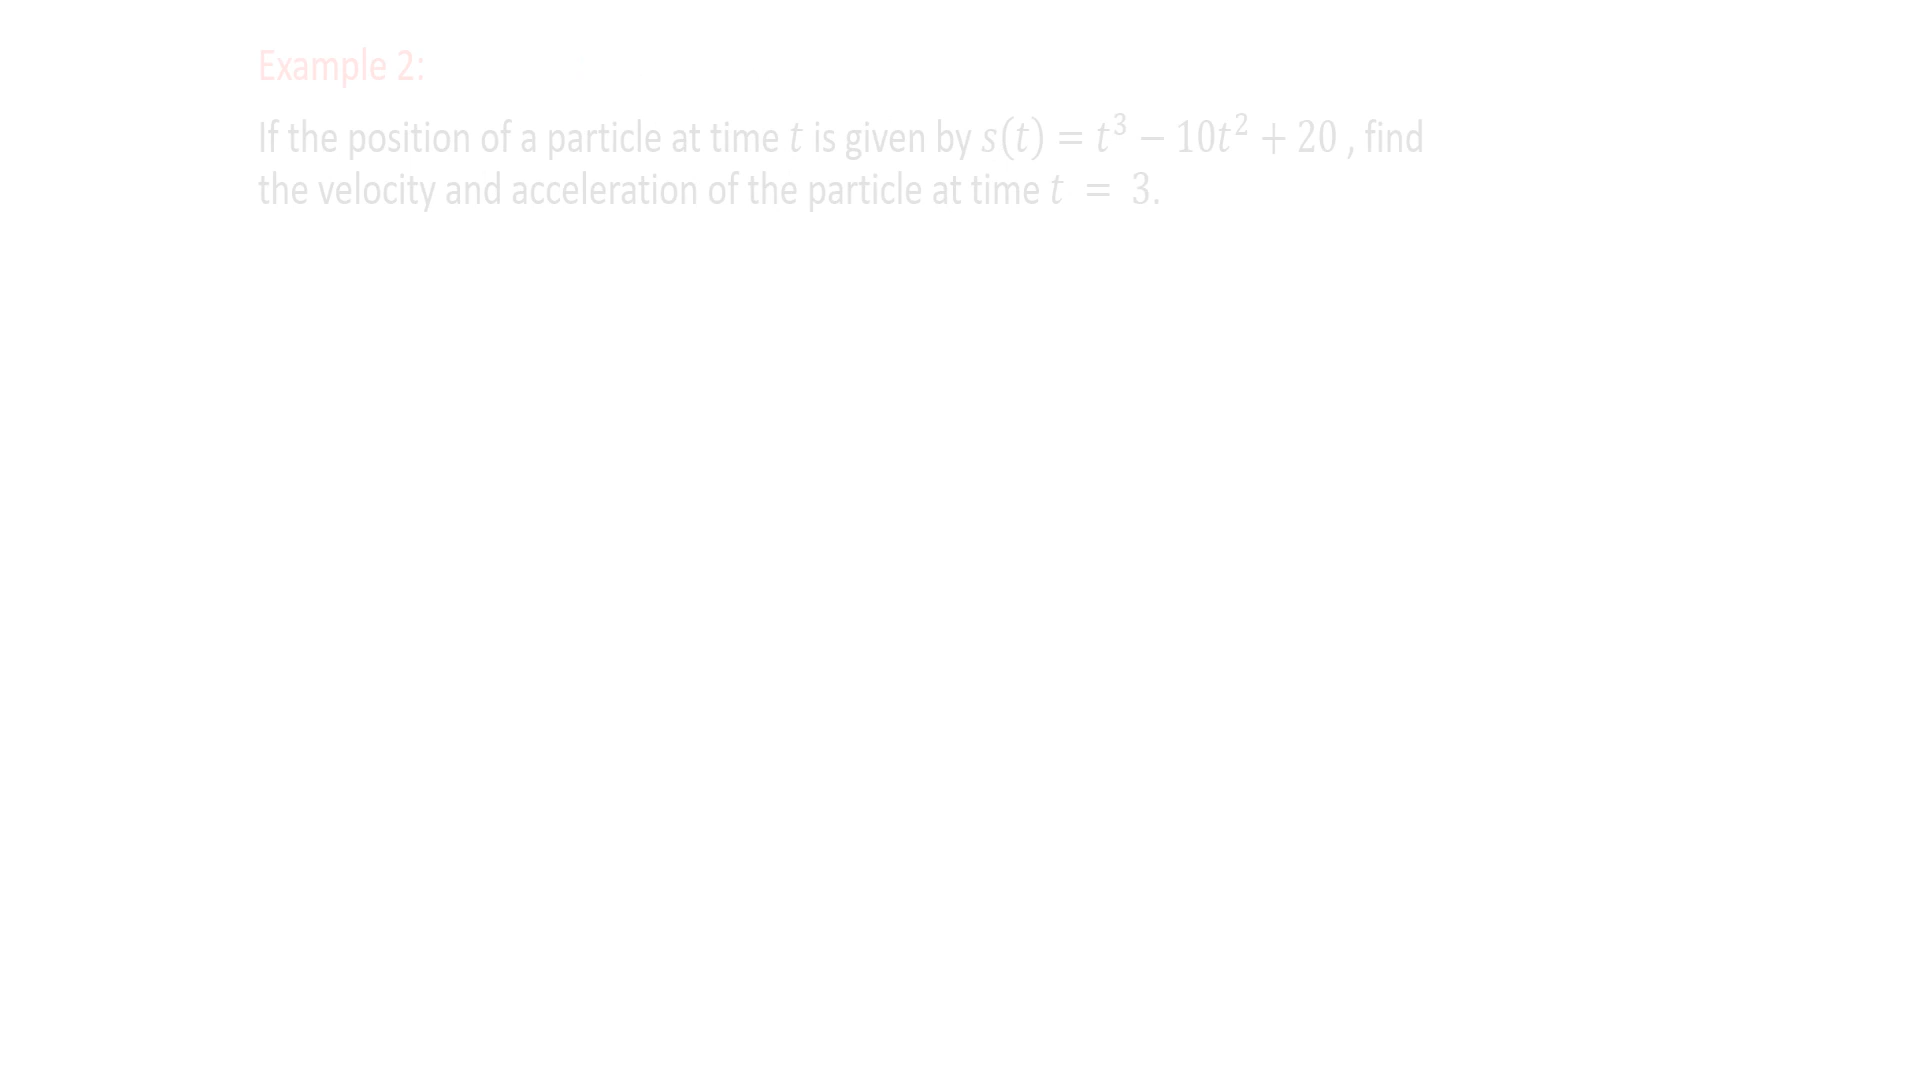 Example 2:
If the position of a particle at time t is given by s(t) = t³ − 10t² + 20 , find
the velocity and acceleration of the particle at time t = 3.